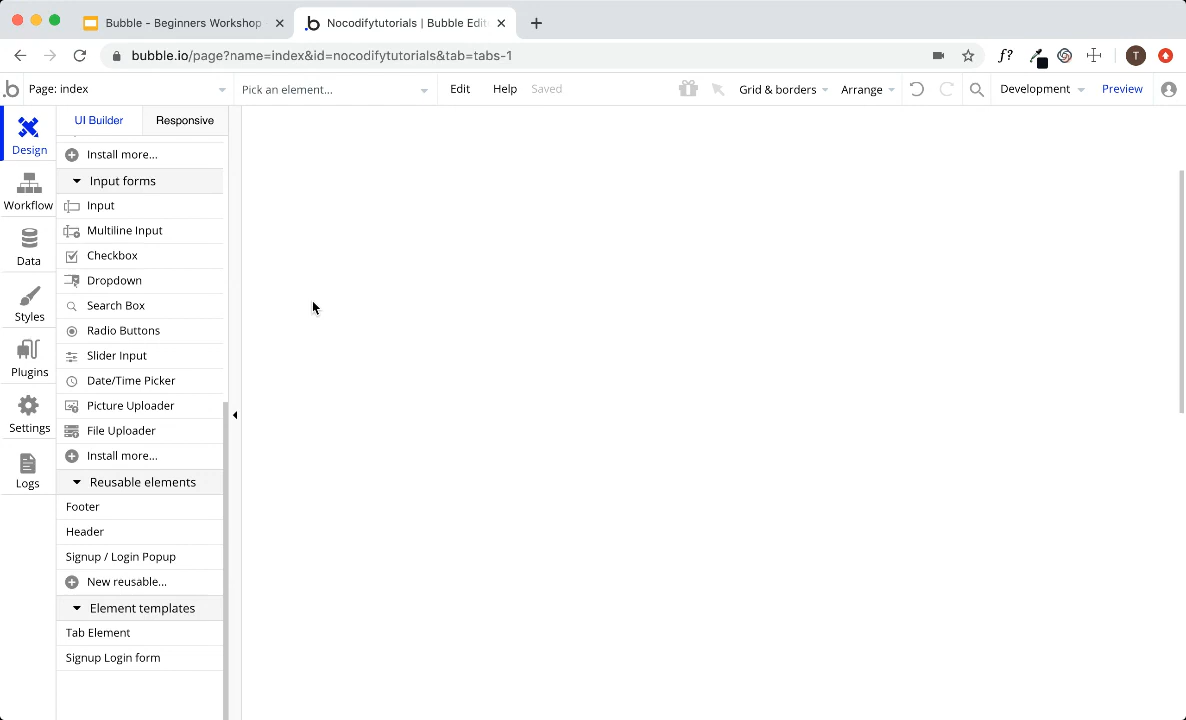 Bubble - Beginners Workshop
Nocodifytutorials | Bubble Edit
bubble.io/page?name=index&id=nocodifytutorials&tab=tabs-1
f?
T
Page: index
Pick an element...
Edit
Help
Saved
Grid & borders
Arrange
Development
Preview
UI Builder
Responsive
Design
Workflow
Data
Styles
Plugins
Settings
Logs
Install more...
Input forms
Input
Multiline Input
Checkbox
Dropdown
Search Box
Radio Buttons
Slider Input
Date/Time Picker
Picture Uploader
File Uploader
Install more...
Reusable elements
Footer
Header
Signup / Login Popup
New reusable...
Element templates
Tab Element
Signup Login form